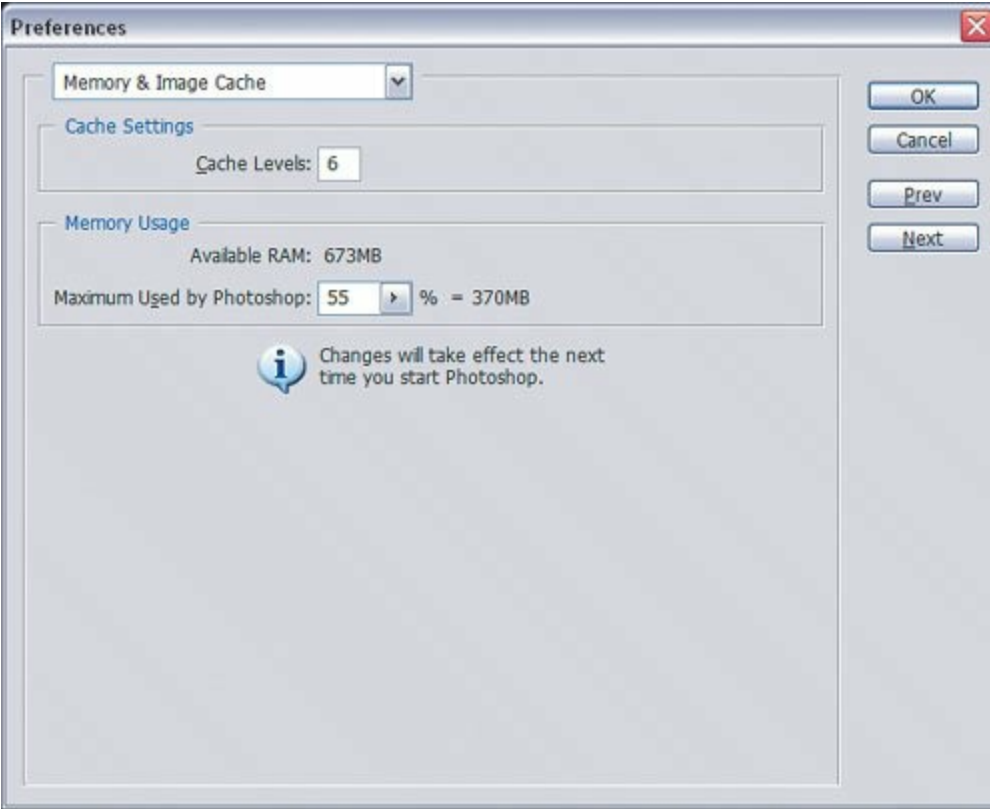 Preferences
Memory & Image Cache
OK
Cache Settings
Cancel
Cache Levels: 6
Prev
Memory Usage
Next
Available RAM: 673MB
Maximum Used by Photoshop: 55 % = 370MB
Changes will take effect the next
time you start Photoshop.